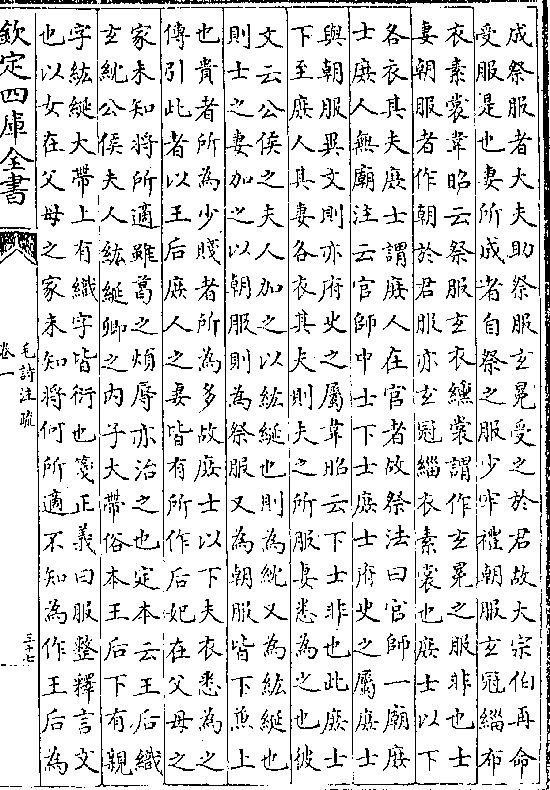 成祭服者大夫助祭服玄冕受之於君故大宗伯再命
受服是也妻所成者自祭之服少牢禮朝服玄冠緇布
衣素裳韋昭云祭服玄衣纁裳謂作玄冕之服非也士
妻朝服者作朝於君服亦玄冠緇衣素裳也庶士以下
各衣其夫庶士謂庶人在官者故祭法曰官師一廟庶
士庶人無廟注云官師中士下士庶士府史之屬庶士
與朝服異文則亦府史之屬韋昭云下士非也此庶士
下至庶人其妻各衣其夫則夫之所服妻悉為之也彼
文云公侯之夫人加之以紘綖也則為紞又為紘綖也
則士之妻加之以朝服則為祭服又為朝服皆下兼上
也貴者所為少賤者所為多故庶士以下夫衣悉為之
傳引此者以王后庶人之妻皆有所作后妃在父母之
家未知將所適雖葛之煩辱亦治之也定本云王后織
玄紞公侯夫人紘綖卿之内子大帶俗本王后下有親
字紘綖大帶上有織字皆衍也箋正義曰服整釋言文
也以女在父母之家未知將何所適不知為作王后為
欽定四庫全書
毛詩注疏
卷一
三十七